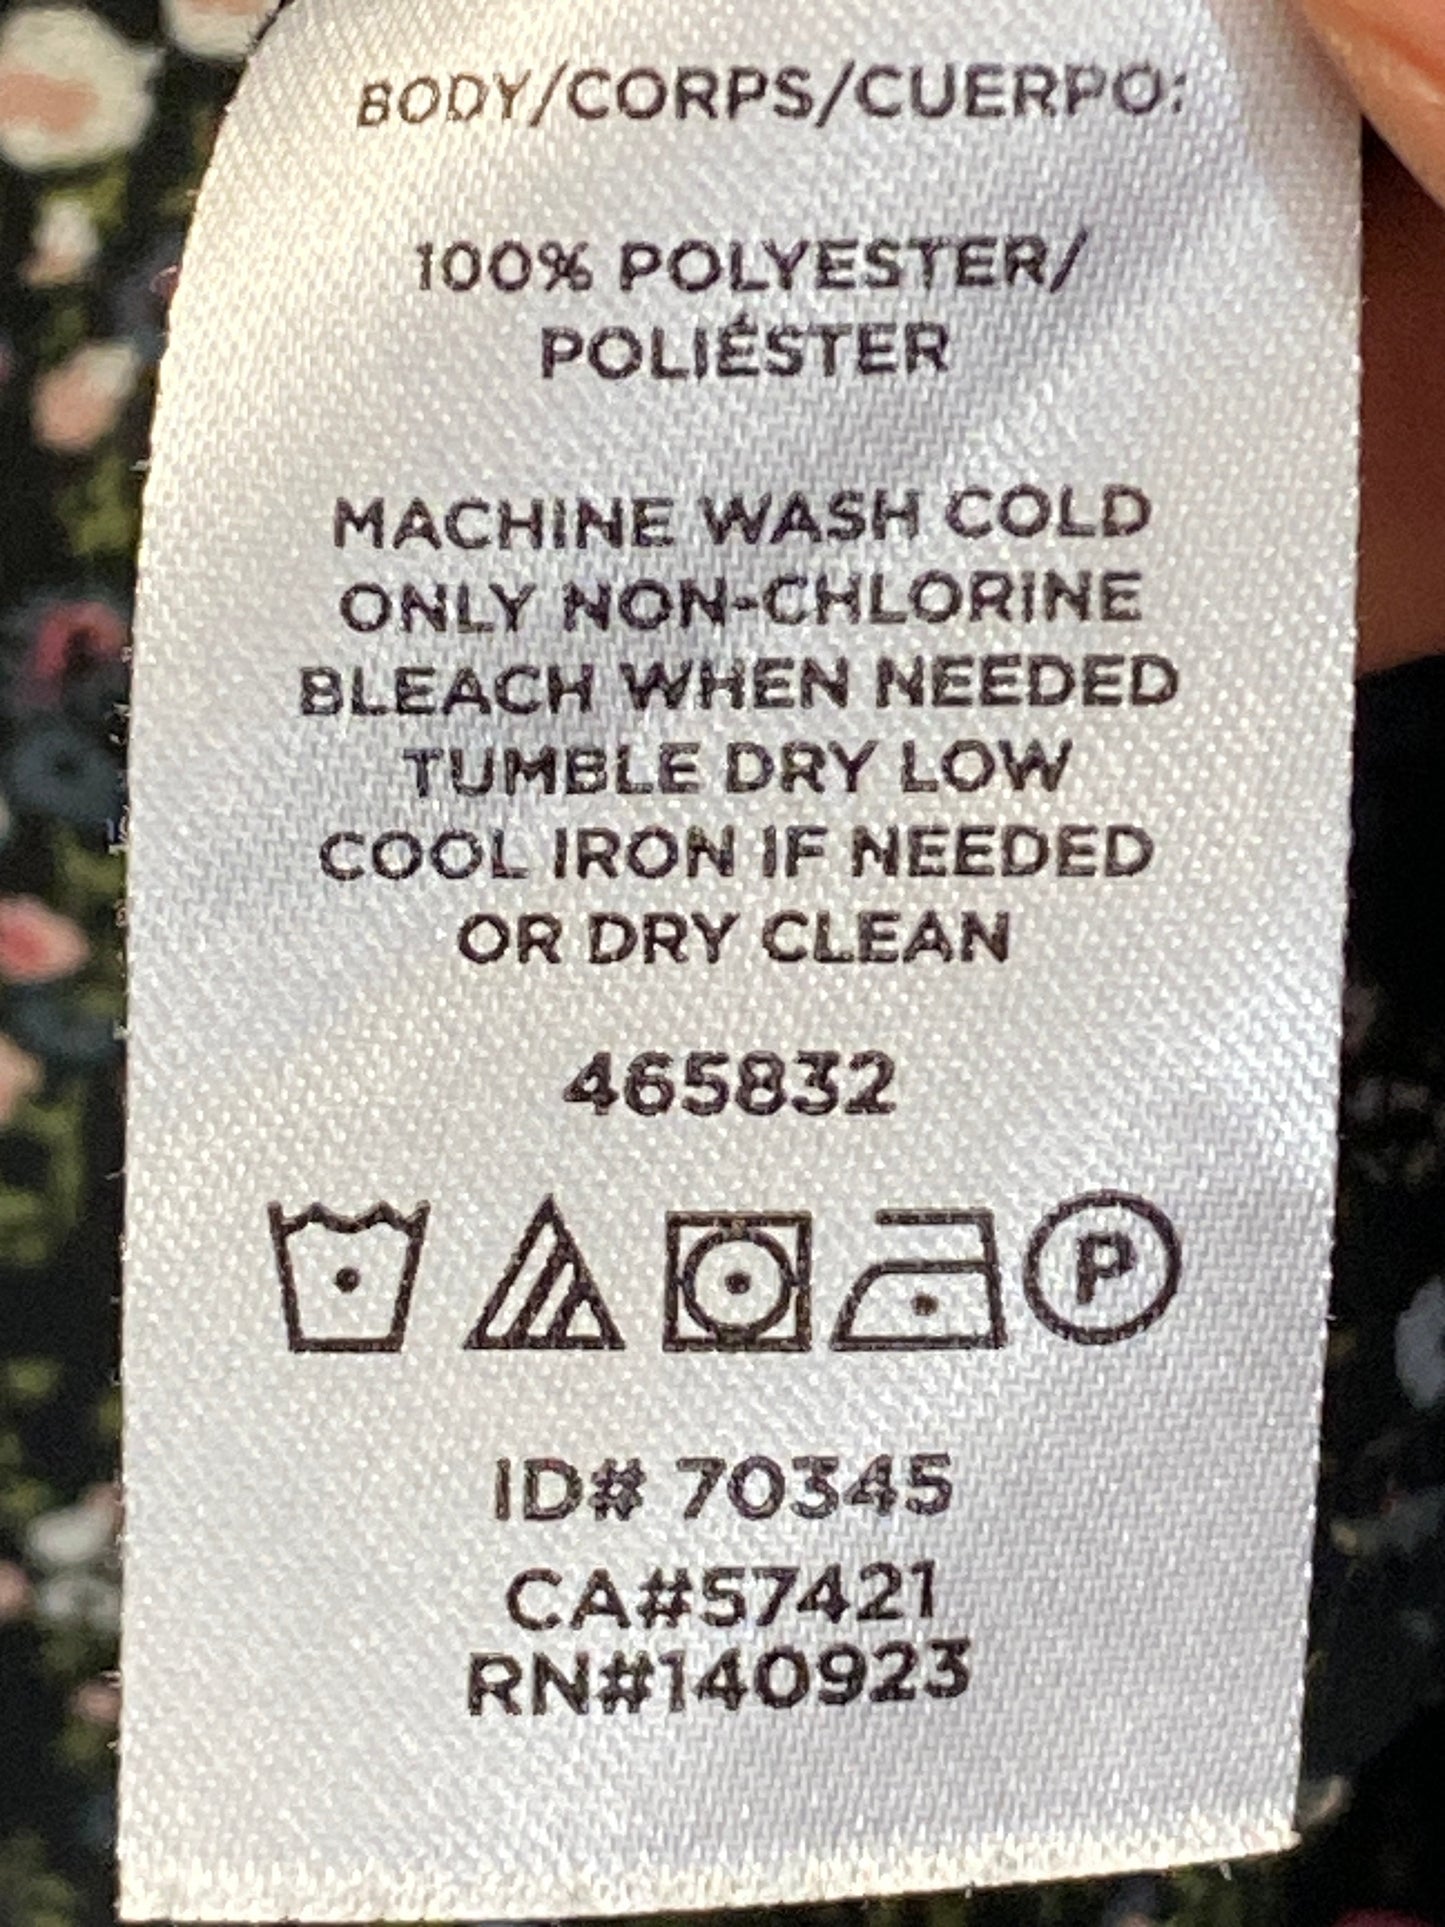 BODY/CORPS/CUERPO:
100% POLYESTER/
POLIÉSTER
MACHINE WASH COLD
ONLY NON-CHLORINE
BLEACH WHEN NEEDED
TUMBLE DRY LOW
COOL IRON IF NEEDED
OR DRY CLEAN
465832
P
ID# 70345
CA#57421
RN#140923